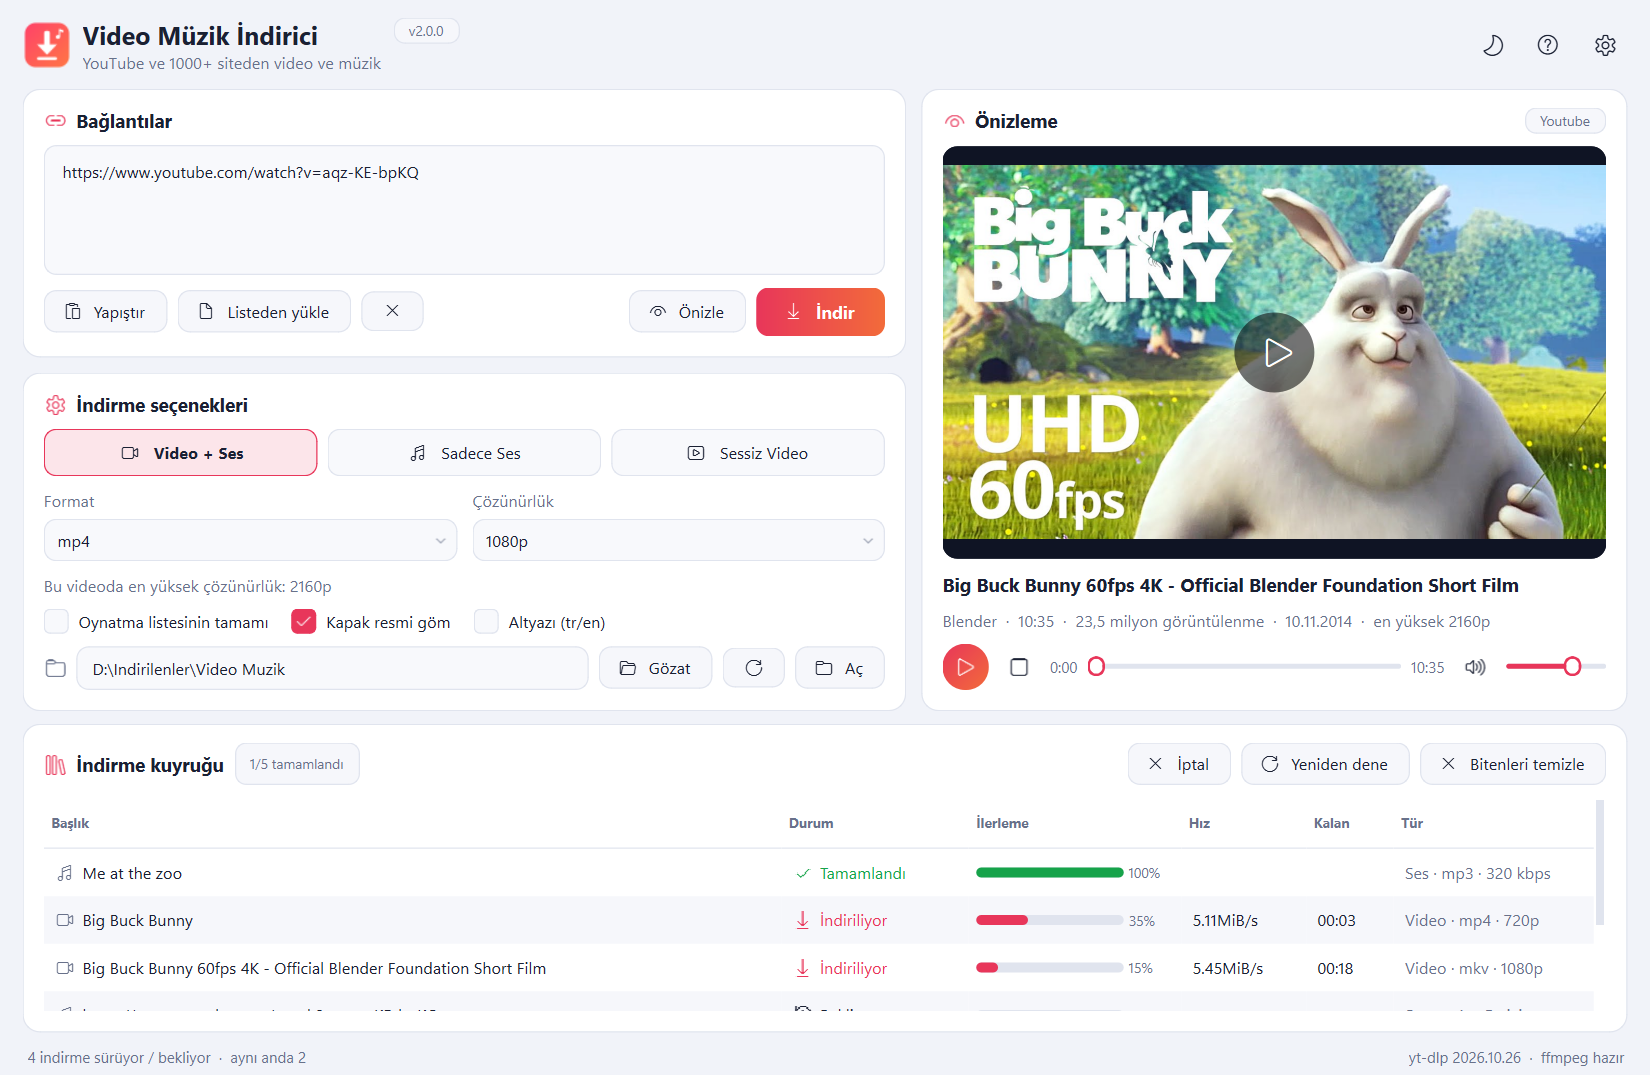 Video Müzik İndirici
v2.0.0
YouTube ve 1000+ siteden video ve müzik
Bağlantılar
https://www.youtube.com/watch?v=aqz-KE-bpKQ
Yapıştır
Listeden yükle
Önizle
İndir
İndirme seçenekleri
Video + Ses
Sadece Ses
Sessiz Video
Format
Çözünürlük
mp4
1080p
Bu videoda en yüksek çözünürlük: 2160p
Oynatma listesinin tamamı
Kapak resmi göm
Altyazı (tr/en)
D:\Indirilenler\Video Muzik
Gözat
Aç
Önizleme
Youtube
Big Buck
BUNNY
UHD
60fps
Big Buck Bunny 60fps 4K - Official Blender Foundation Short Film
Blender · 10:35 · 23,5 milyon görüntülenme · 10.11.2014 · en yüksek 2160p
0:00
10:35
İndirme kuyruğu
1/5 tamamlandı
İptal
Yeniden dene
Bitenleri temizle
Başlık Durum İlerleme Hız Kalan Tür
Me at the zoo Tamamlandı 100% Ses · mp3 · 320 kbps
Big Buck Bunny İndiriliyor 35% 5.11MiB/s 00:03 Video · mp4 · 720p
Big Buck Bunny 60fps 4K - Official Blender Foundation Short Film İndiriliyor 15% 5.45MiB/s 00:18 Video · mkv · 1080p
4 indirme sürüyor / bekliyor · aynı anda 2
yt-dlp 2026.10.26 · ffmpeg hazır